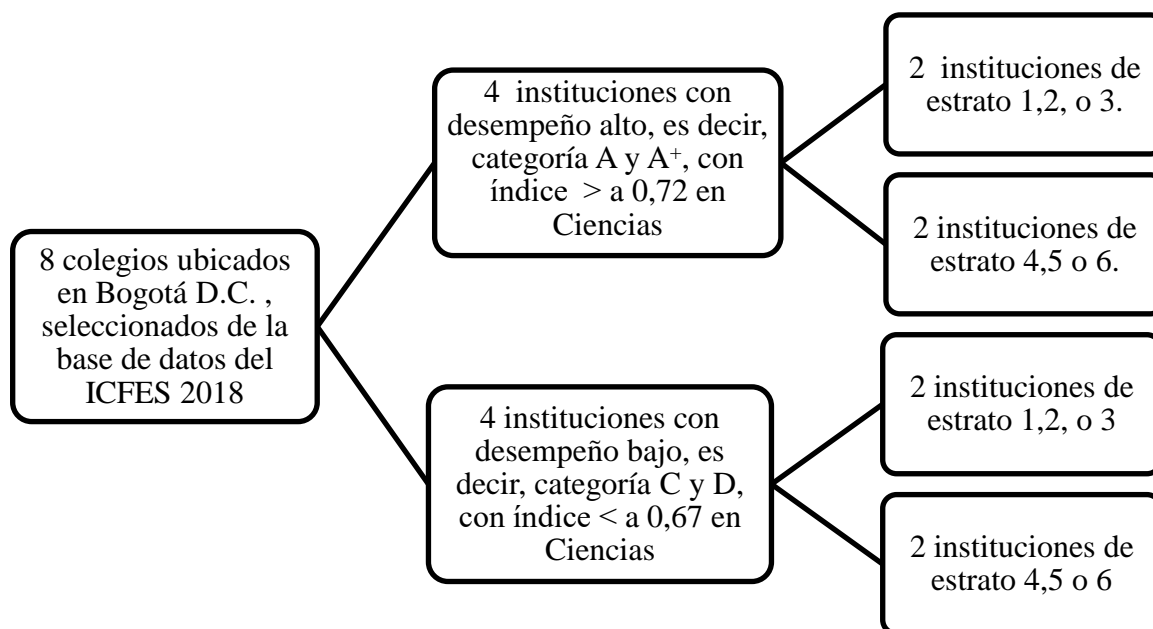 8 colegios ubicados
en Bogotá D.C. ,
seleccionados de la
base de datos del
ICFES 2018
4 instituciones con
desempeño alto, es decir,
categoría A y A⁺, con
índice > a 0,72 en
Ciencias
2 instituciones de
estrato 1,2, o 3.
2 instituciones de
estrato 4,5 o 6.
4 instituciones con
desempeño bajo, es
decir, categoría C y D,
con índice < a 0,67 en
Ciencias
2 instituciones de
estrato 1,2, o 3
2 instituciones de
estrato 4,5 o 6